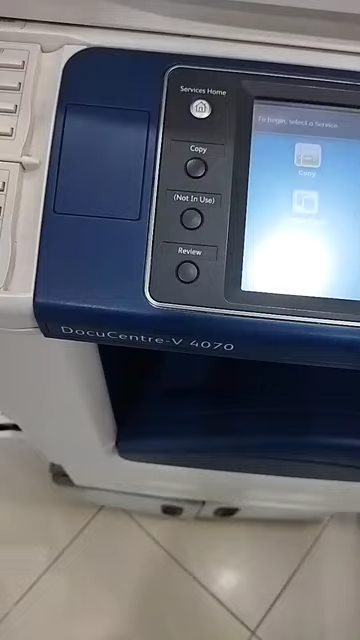 Services Home
To begin, select a Service
Copy
Copy
(Not In Use)
Review
DocuCentre-V 4070